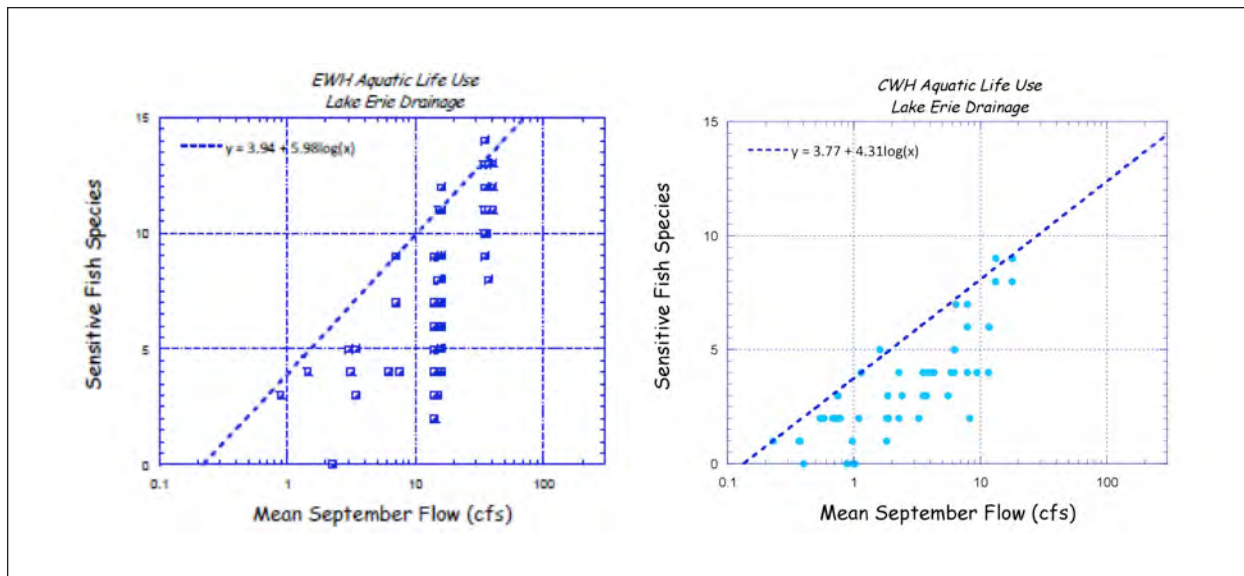 EWH Aquatic Life Use
Lake Erie Drainage
15
y = 3.94 + 5.98log(x)
10
5
0
0.1
1
10
100
Sensitive Fish Species
Mean September Flow (cfs)
CWH Aquatic Life Use
Lake Erie Drainage
15
y = 3.77 + 4.31log(x)
10
5
0
0.1
1
10
100
Sensitive Fish Species
Mean September Flow (cfs)